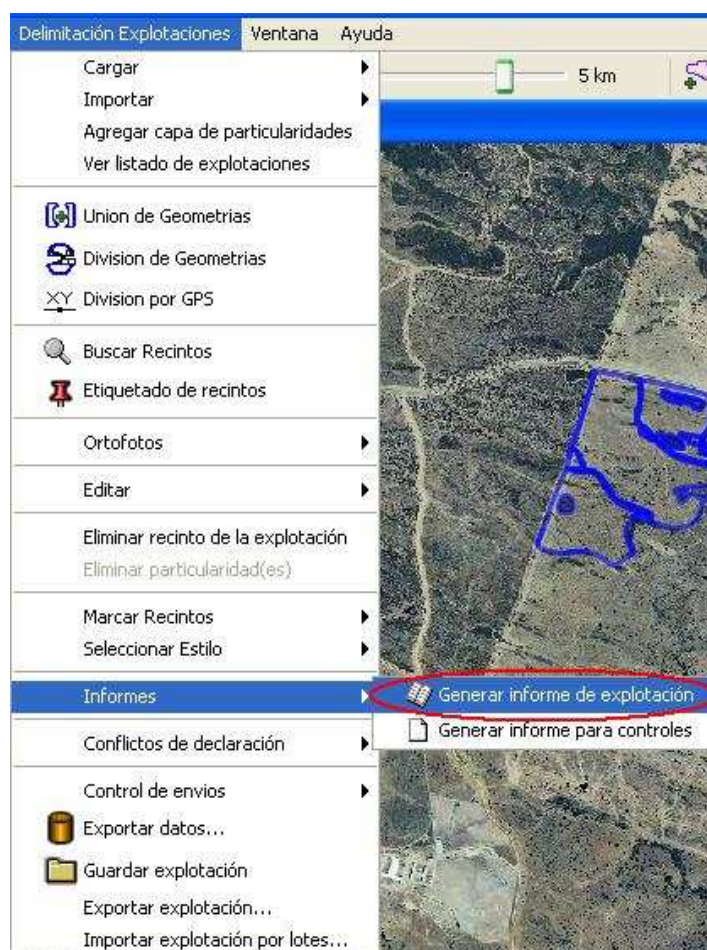 Delimitación Explotaciones Ventana Ayuda
Cargar
5 km
Importar
Agregar capa de particularidades
Ver listado de explotaciones
Union de Geometrias
Division de Geometrias
XY Division por GPS
Buscar Recintos
Etiquetado de recintos
Ortofotos
Editar
Eliminar recinto de la explotación
Eliminar particularidad(es)
Marcar Recintos
Seleccionar Estilo
Informes
Generar informe de explotación
Generar informe para controles
Conflictos de declaración
Control de envios
Exportar datos...
Guardar explotación
Exportar explotación...
Importar explotación por lotes...